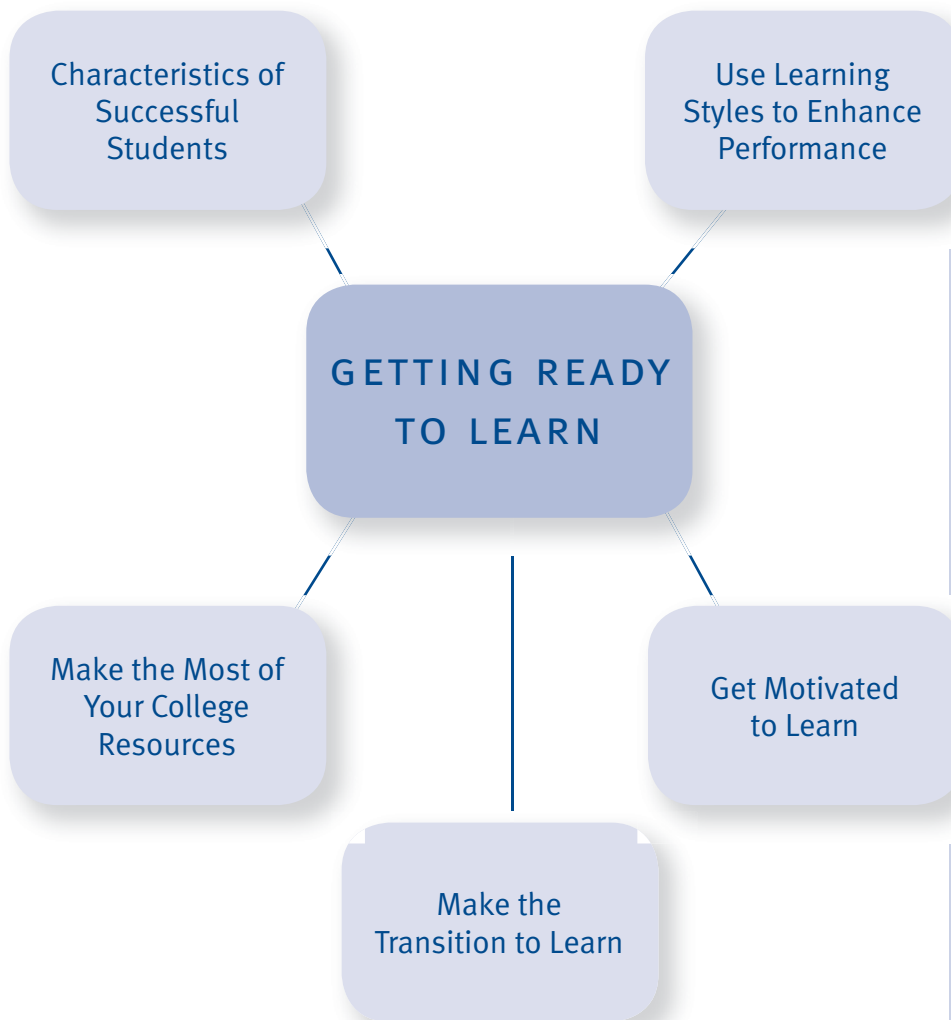 Characteristics of
Successful
Students
Use Learning
Styles to Enhance
Performance
GETTING READY
TO LEARN
Make the Most of
Your College
Resources
Get Motivated
to Learn
Make the
Transition to Learn